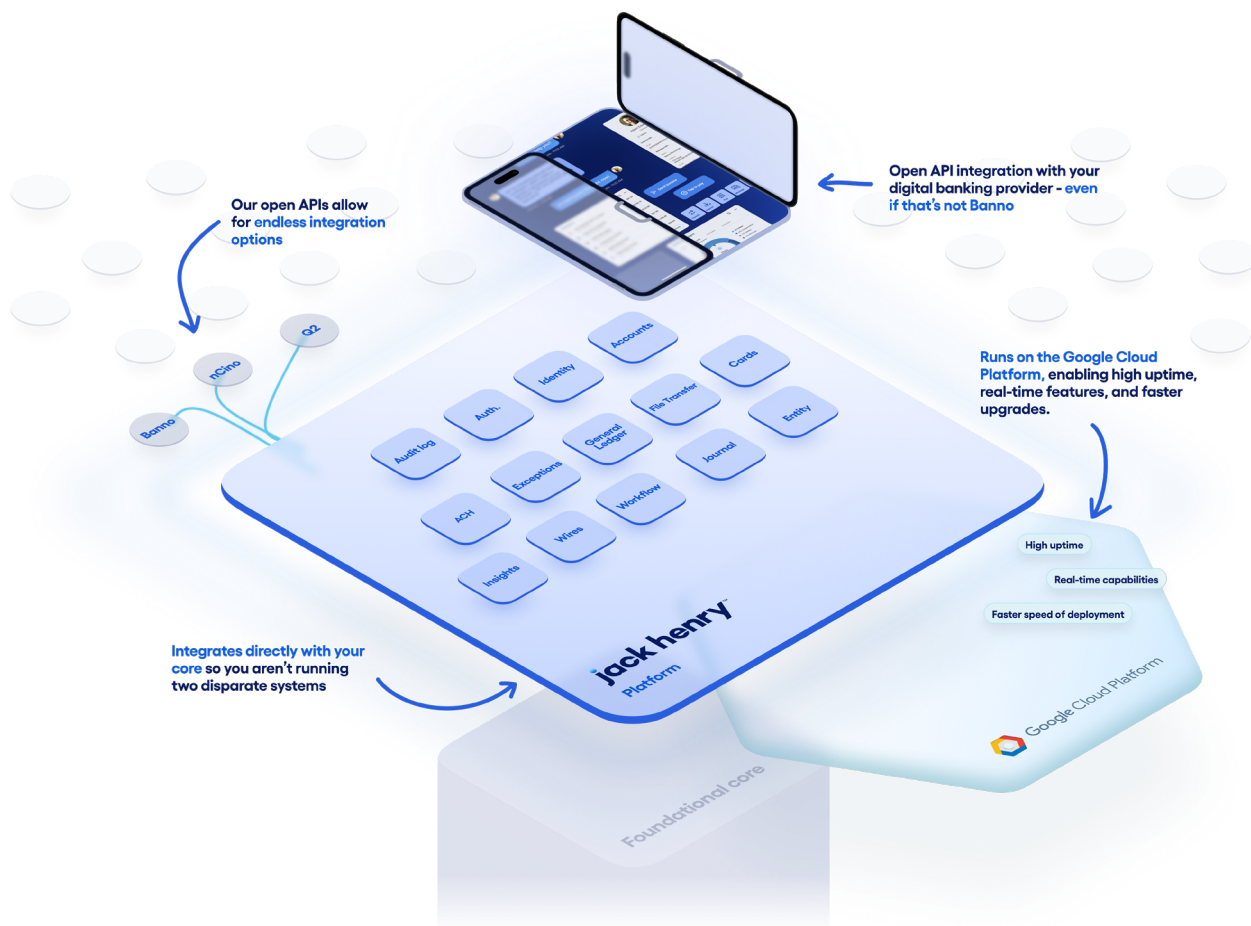 Open API integration with your
digital banking provider - even
if that's not Banno
Our open APIs allow
for endless integration
options
Q2
nCino
Banno
Runs on the Google Cloud
Platform, enabling high uptime,
real-time features, and faster
upgrades.
Accounts
Identity
Cards
Auth.
File Transfer
Audit log
General
Ledger
Entity
Exceptions
Journal
ACH
Workflow
Wires
Insights
High uptime
Real-time capabilities
Faster speed of deployment
Integrates directly with your
core so you aren't running
two disparate systems
jack henry™
Platform
Google Cloud Platform
Foundational core